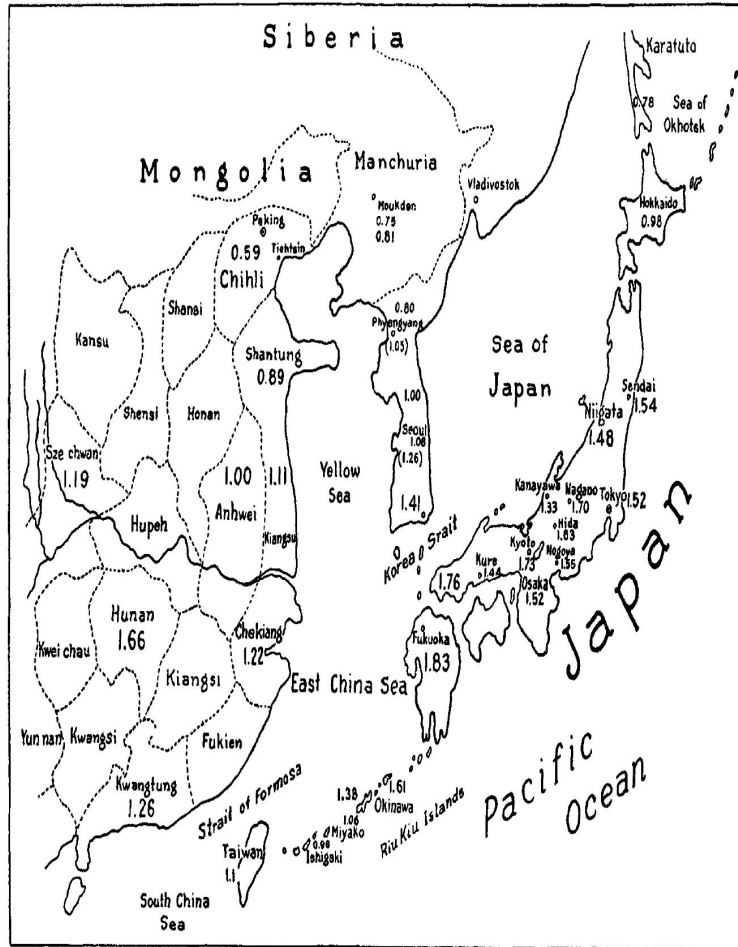 Siberia
Karafuto
0.78
Sea of
Okhotsk
Mongolia
Manchuria
Vladivostok
Moukden
0.75
0.81
Hokkaido
0.98
Peking
0.59
Tiehtsin
Chihli
Shansi
Kansu
0.80
Phyengyang
(1.05)
Shantung
0.89
Sea of
Japan
Shensi
Honan
1.00
Seoul
1.08
(1.26)
Sendai
1.54
Niigata
1.48
Sze chwan
1.19
1.00
Anhwei
1.11
Kiangsu
Yellow
Sea
1.41
Kanayawa
1.33
Nagano
1.70
Tokyo
1.52
Hupeh
Hida
1.83
Kyoto
1.73
Nogoya
1.55
Korea Srait
1.76
Kure
1.44
Osaka
1.52
Japan
Hunan
1.66
Kwei chau
Chekiang
1.22
Kiangsi
East China Sea
Fukuoka
1.83
Yun nan
Kwangsi
Fukien
Kwangtung
1.26
Strait of Formosa
1.38
1.61
Okinawa
1.06
Miyako
0.96
Ishigski
Riu Kiu Islands
Pacific
Ocean
Taiwan
1.1
South China
Sea